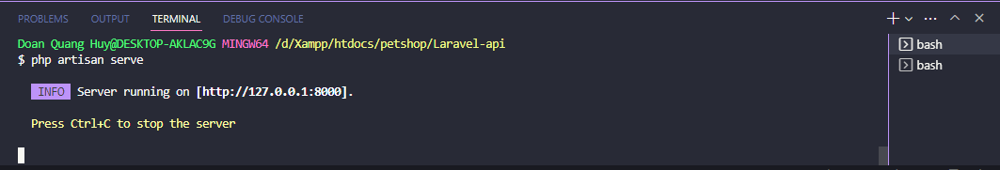 PROBLEMS OUTPUT TERMINAL DEBUG CONSOLE
Doan Quang Huy@DESKTOP-AKLAC9G MINGW64 /d/Xampp/htdocs/petshop/Laravel-api
$ php artisan serve
INFO Server running on [http://127.0.0.1:8000].
Press Ctrl+C to stop the server
bash
bash